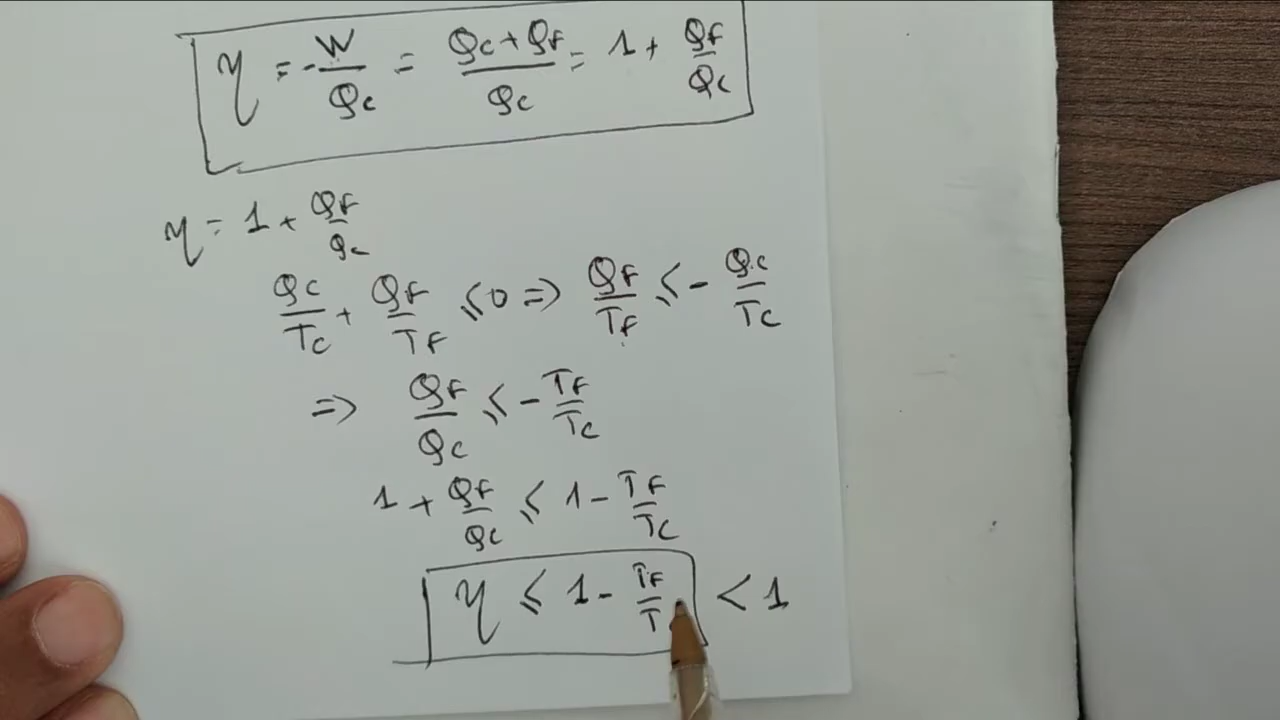 η = -W/Qc = Qc+Qf/Qc = 1 + Qf/Qc
η = 1 + Qf/Qc
Qc/Tc + Qf/Tf ⩽ 0 => Qf/Tf ⩽ - Qc/Tc
=> Qf/Qc ⩽ - Tf/Tc
1 + Qf/Qc ⩽ 1 - Tf/Tc
η ⩽ 1 - Tf/T < 1